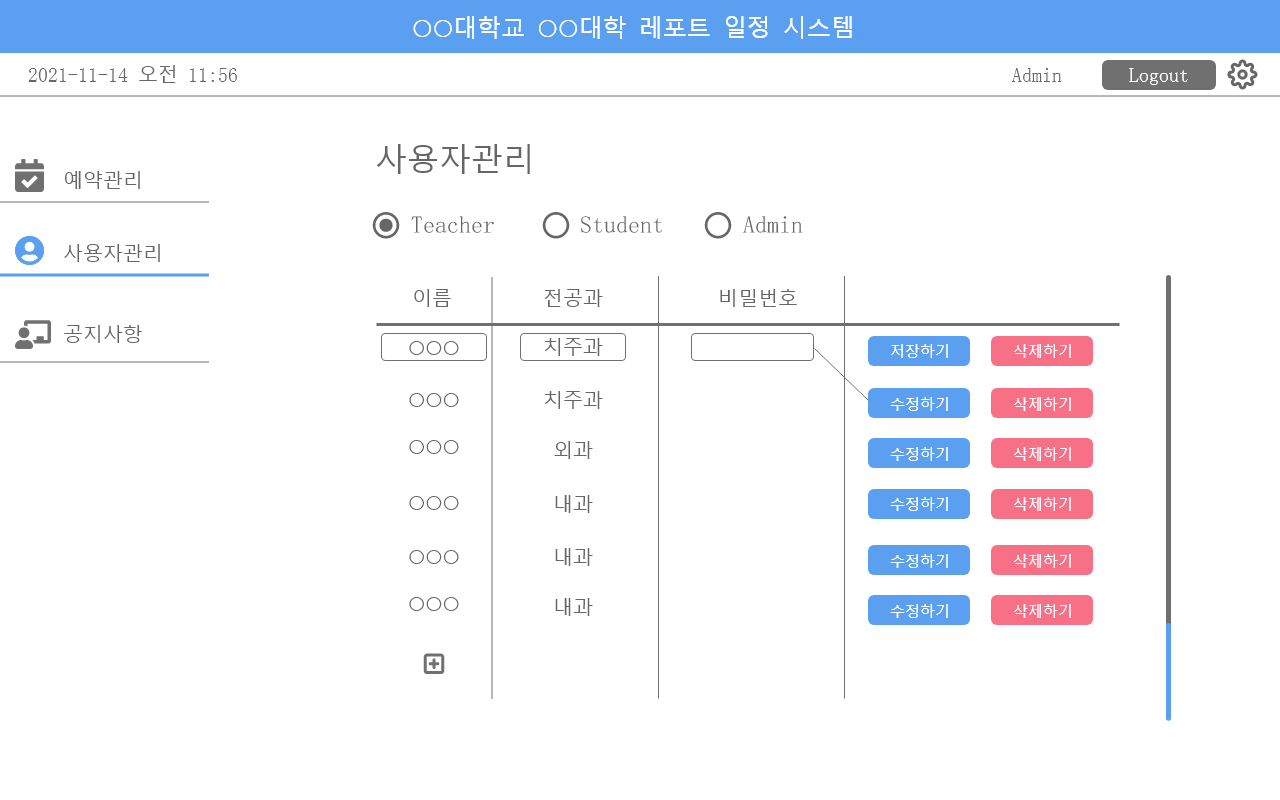 ○○대학교 ○○대학 레포트 일정 시스템
2021-11-14 오전 11:56
Admin
Logout
예약관리
사용자관리
공지사항
사용자관리
Teacher Student Admin
이름 전공과 비밀번호
○○○ 치주과 저장하기 삭제하기
○○○ 치주과 수정하기 삭제하기
○○○ 외과 수정하기 삭제하기
○○○ 내과 수정하기 삭제하기
○○○ 내과 수정하기 삭제하기
○○○ 내과 수정하기 삭제하기